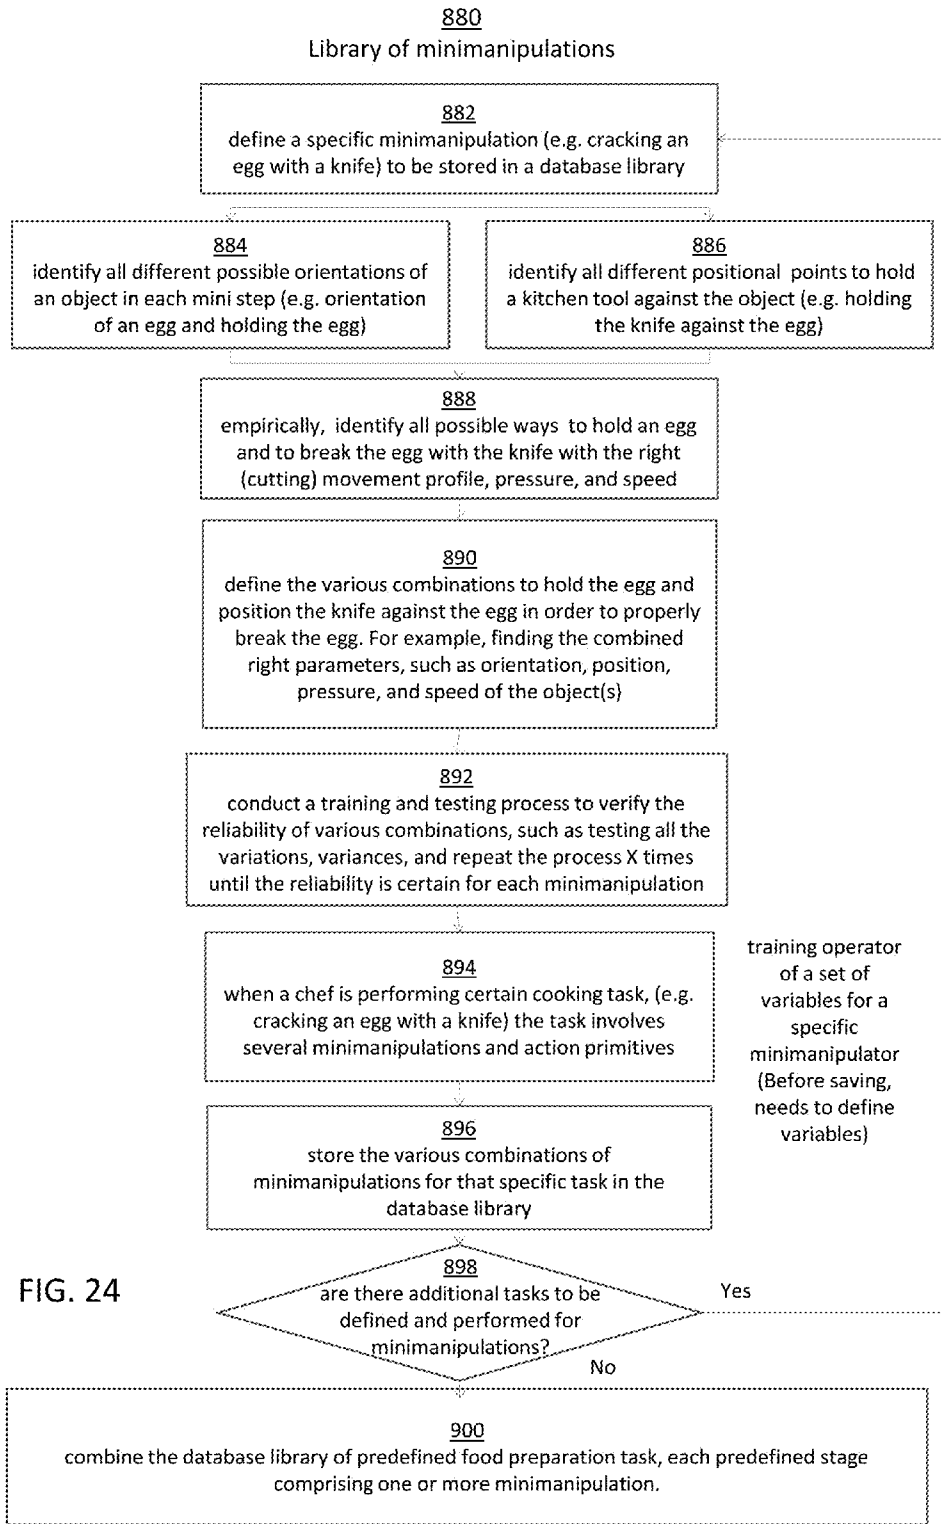 880
Library of minimanipulations
882
define a specific minimanipulation (e.g. cracking an
egg with a knife) to be stored in a database library
884
identify all different possible orientations of
an object in each mini step (e.g. orientation
of an egg and holding the egg)
886
identify all different positional points to hold
a kitchen tool against the object (e.g. holding
the knife against the egg)
888
empirically, identify all possible ways to hold an egg
and to break the egg with the knife with the right
(cutting) movement profile, pressure, and speed
890
define the various combinations to hold the egg and
position the knife against the egg in order to properly
break the egg. For example, finding the combined
right parameters, such as orientation, position,
pressure, and speed of the object(s)
892
conduct a training and testing process to verify the
reliability of various combinations, such as testing all the
variations, variances, and repeat the process X times
until the reliability is certain for each minimanipulation
894
when a chef is performing certain cooking task, (e.g.
cracking an egg with a knife) the task involves
several minimanipulations and action primitives
training operator
of a set of
variables for a
specific
minimanipulator
(Before saving,
needs to define
variables)
896
store the various combinations of
minimanipulations for that specific task in the
database library
898
are there additional tasks to be
defined and performed for
minimanipulations?
Yes
No
FIG. 24
900
combine the database library of predefined food preparation task, each predefined stage
comprising one or more minimanipulation.